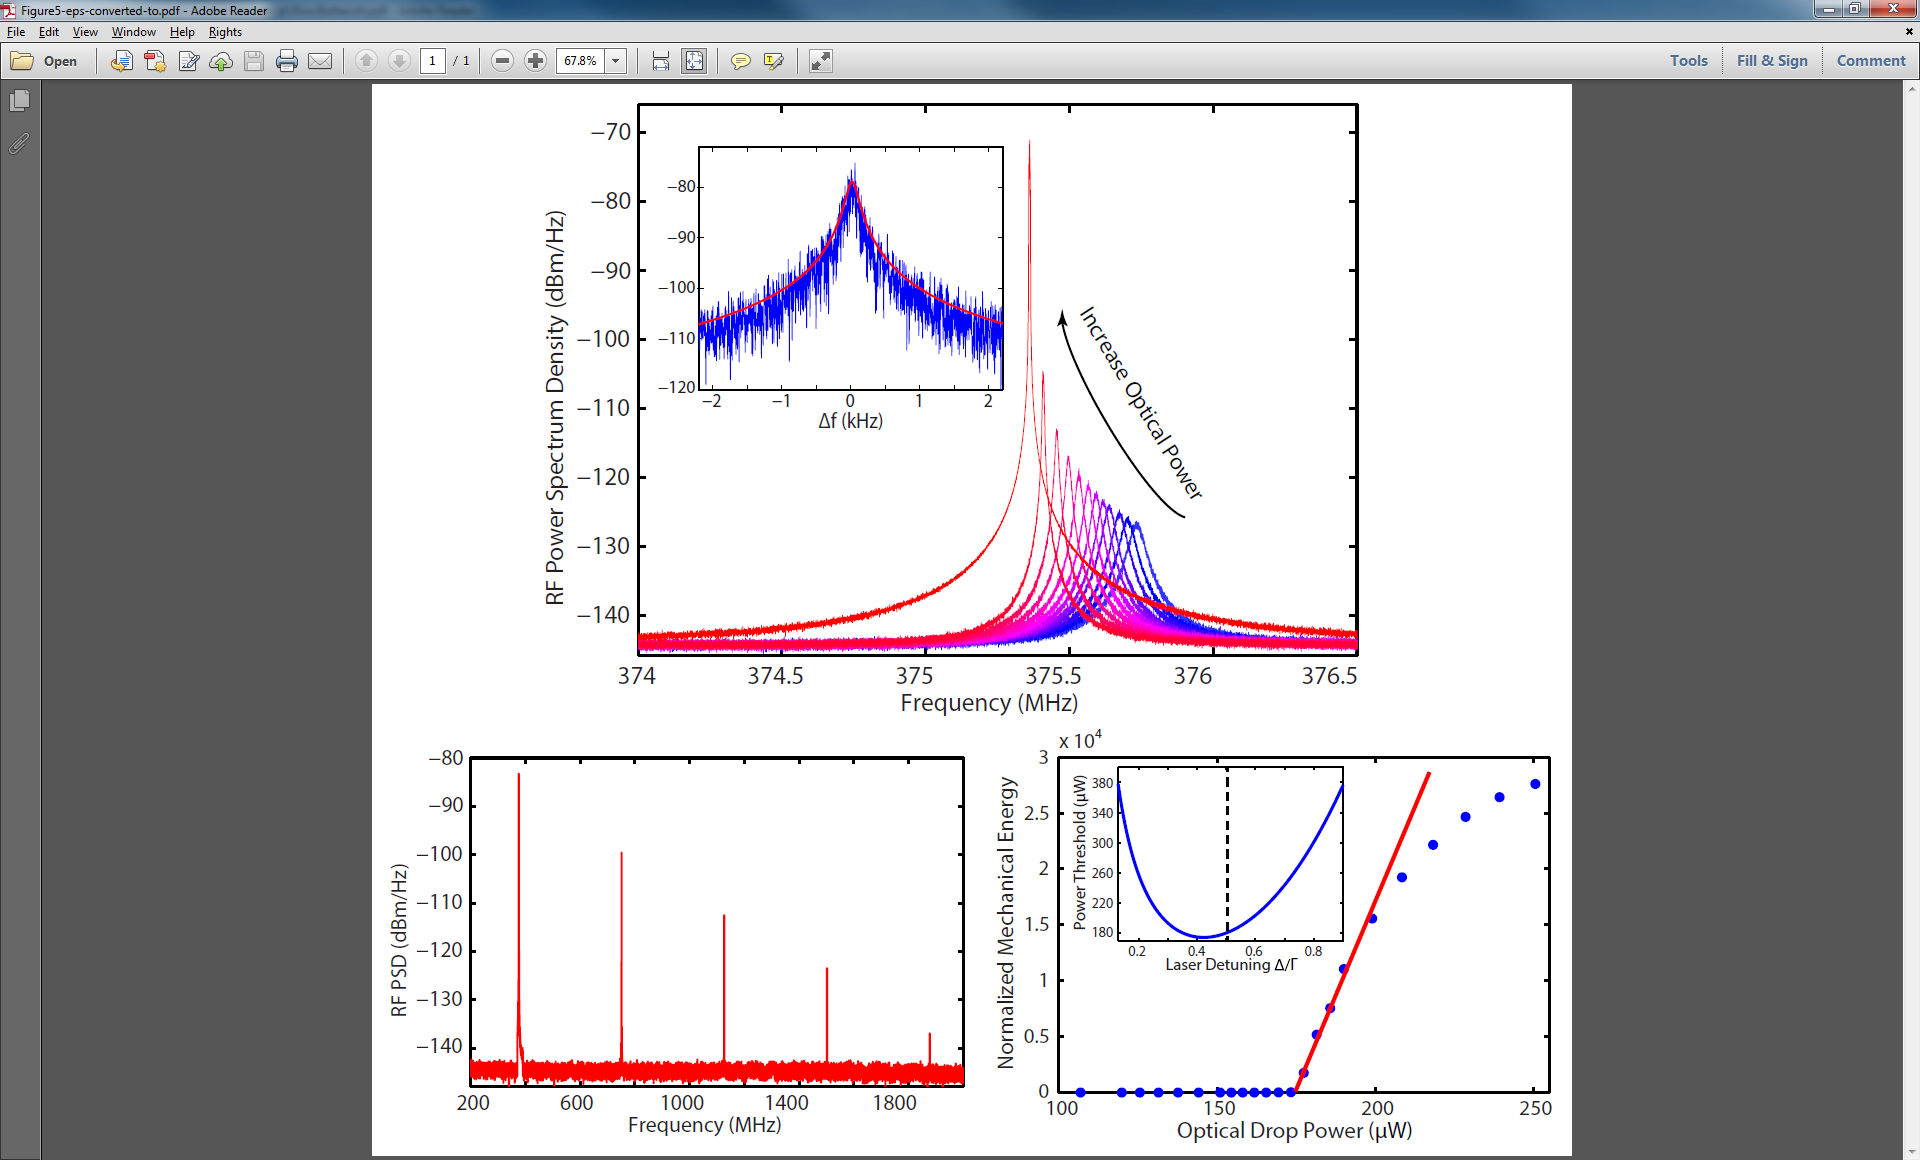 Figure5-eps-converted-to.pdf - Adobe Reader
File Edit View Window Help Rights
Open
1 / 1
67.8%
Tools Fill & Sign Comment
−70
−80
−90
−100
−110
−120
−130
−140
RF Power Spectrum Density (dBm/Hz)
374 374.5 375 375.5 376 376.5
Frequency (MHz)
−80
−90
−100
−110
−120
−2 −1 0 1 2
Δf (kHz)
Increase Optical Power
−80
−90
−100
−110
−120
−130
−140
RF PSD (dBm/Hz)
200 600 1000 1400 1800
Frequency (MHz)
x 10⁴
3
2.5
2
1.5
1
0.5
0
Normalized Mechanical Energy
100 150 200 250
Optical Drop Power (μW)
380
340
300
260
220
180
Power Threshold (μW)
0.2 0.4 0.6 0.8
Laser Detuning Δ/Γ